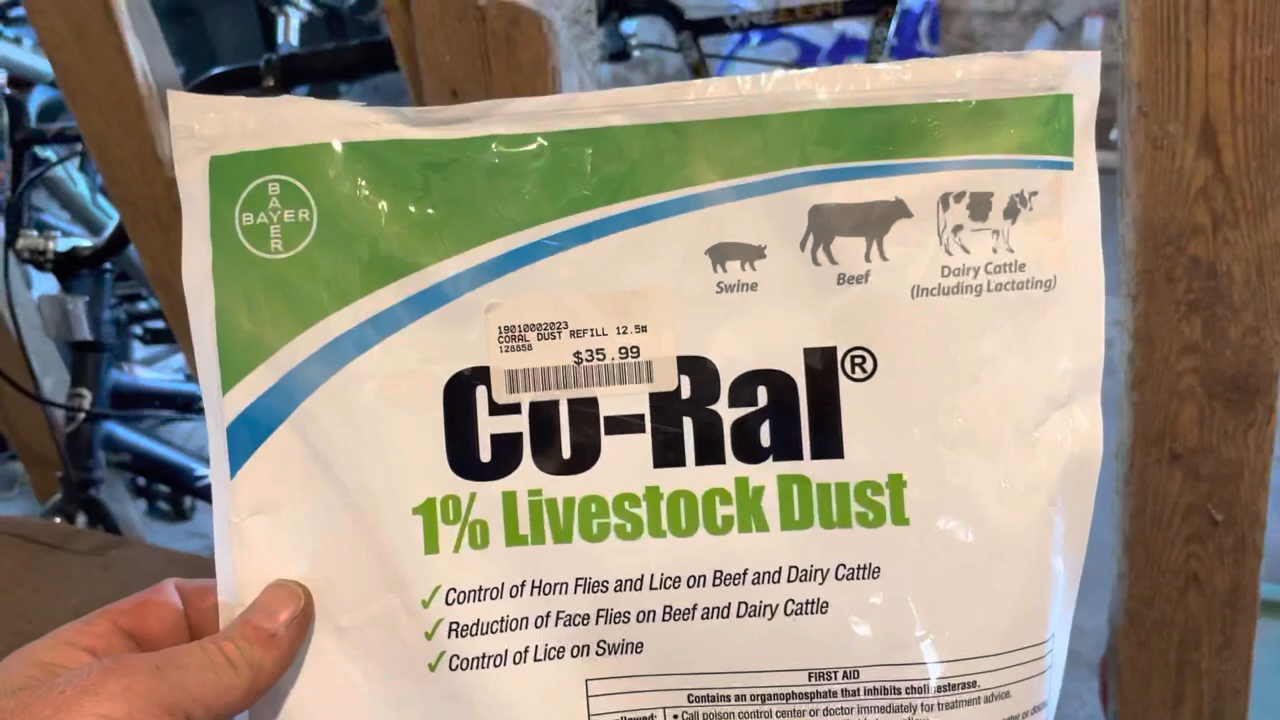 BAYER
BAYER
Swine
Beef
Dairy Cattle
(Including Lactating)
19010002023
CORAL DUST REFILL 12.5#
128858
$35.99
Co-Ral®
1% Livestock Dust
✓Control of Horn Flies and Lice on Beef and Dairy Cattle
✓Reduction of Face Flies on Beef and Dairy Cattle
✓Control of Lice on Swine
FIRST AID
Contains an organophosphate that inhibits cholinesterase.
• Call poison control center or doctor immediately for treatment advice.